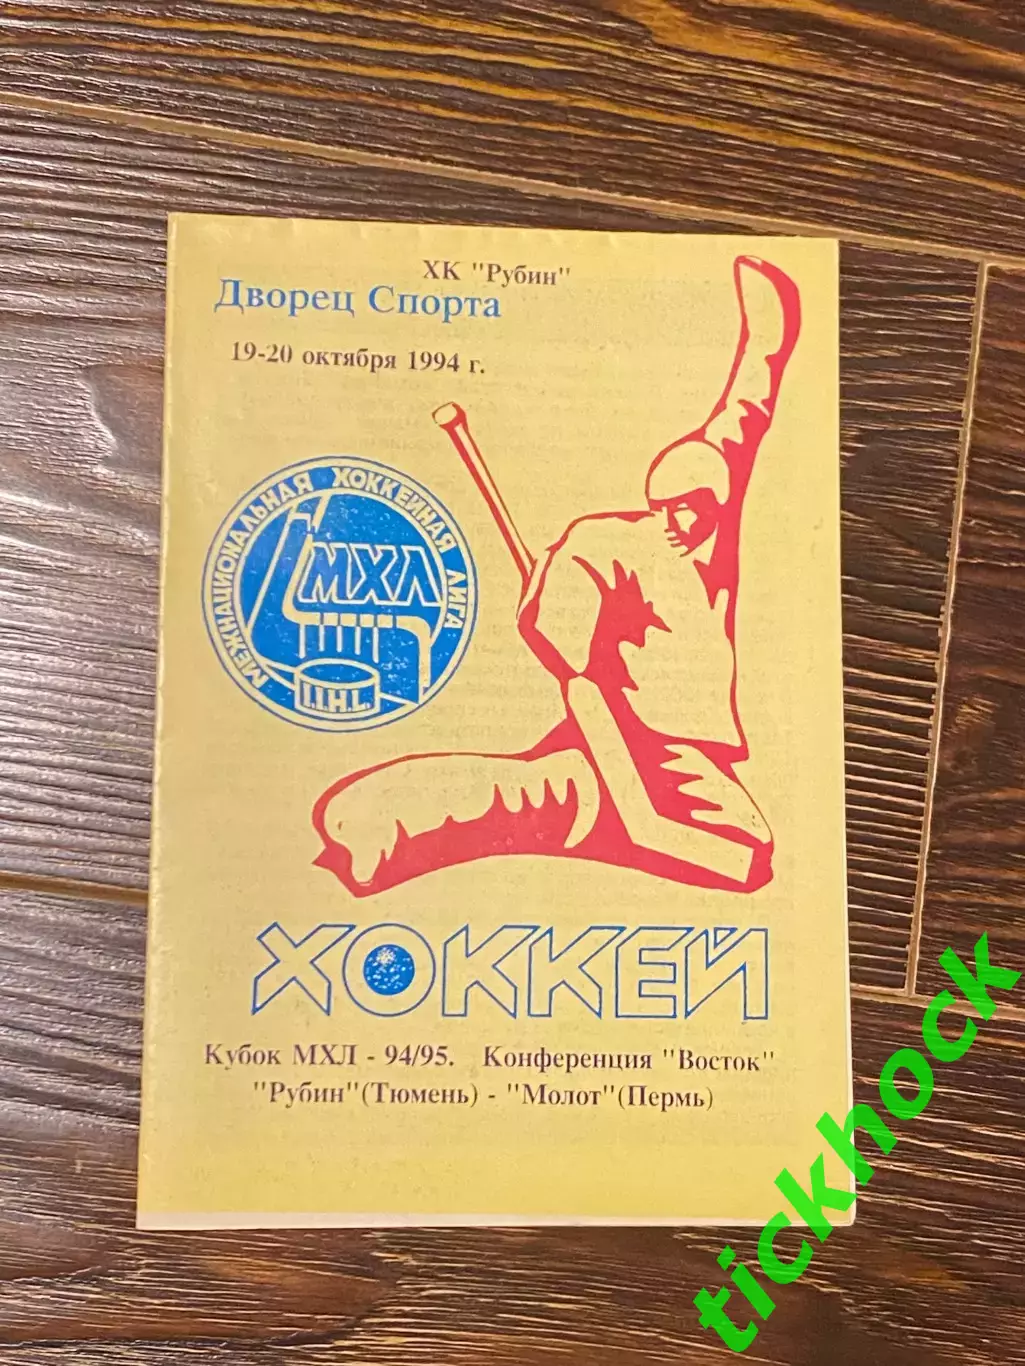 ХК "Рубин"
Дворец Спорта
19-20 октября 1994 г.
МЕЖНАЦИОНАЛЬНАЯ ХОККЕЙНАЯ ЛИГА
МХЛ
I.I.H.L.
ХОККЕЙ
Кубок МХЛ - 94/95. Конференция "Восток"
"Рубин"(Тюмень) - "Молот"(Пермь)
tickhock